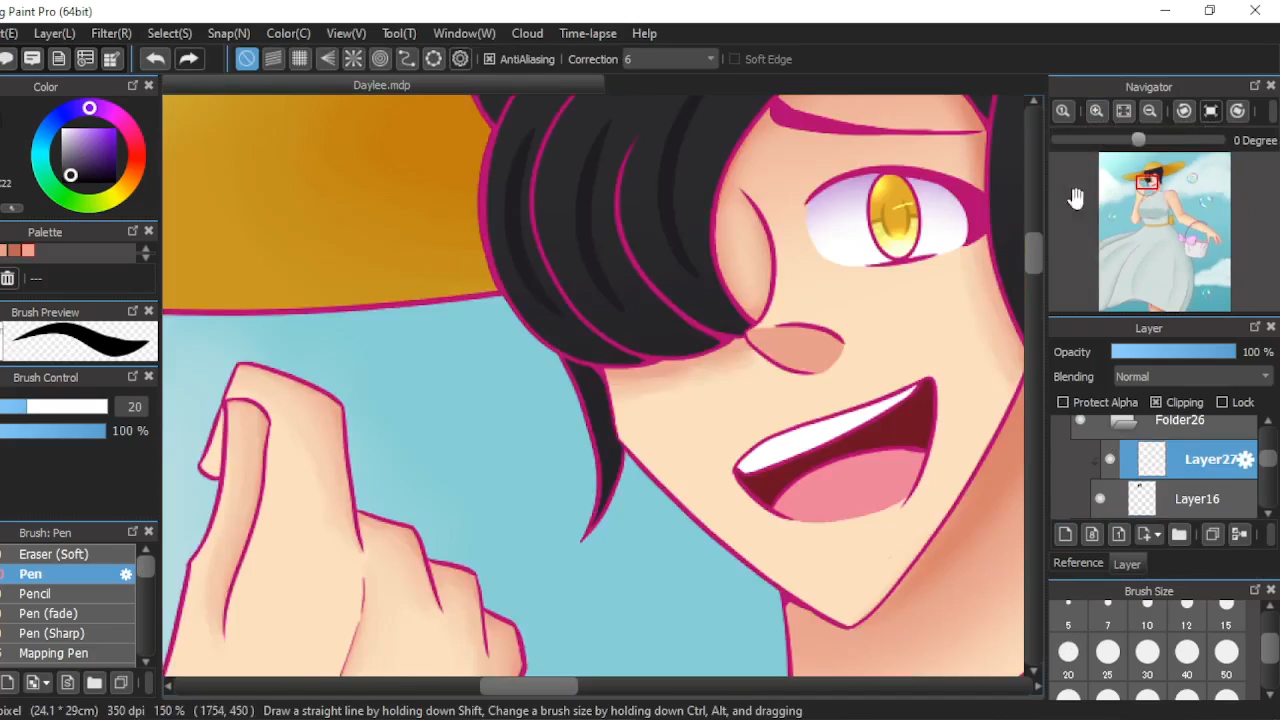 g Paint Pro (64bit)
t(E) Layer(L) Filter(R) Select(S) Snap(N) Color(C) View(V) Tool(T) Window(W) Cloud Time-lapse Help
AntiAliasing Correction 6 Soft Edge
Color
Daylee.mdp
Navigator
0 Degree
C22
Palette
---
Brush Preview
Brush Control
20
100 %
Brush: Pen
Eraser (Soft)
Pen
Pencil
Pen (fade)
Pen (Sharp)
Mapping Pen
Layer
Opacity 100 %
Blending Normal
Protect Alpha Clipping Lock
Folder26
Layer27
Layer16
Reference Layer
Brush Size
5 7 10 12 15
20 25 30 40 50
pixel (24.1 * 29cm) 350 dpi 150 % ( 1754, 450 ) Draw a straight line by holding down Shift, Change a brush size by holding down Ctrl, Alt, and dragging